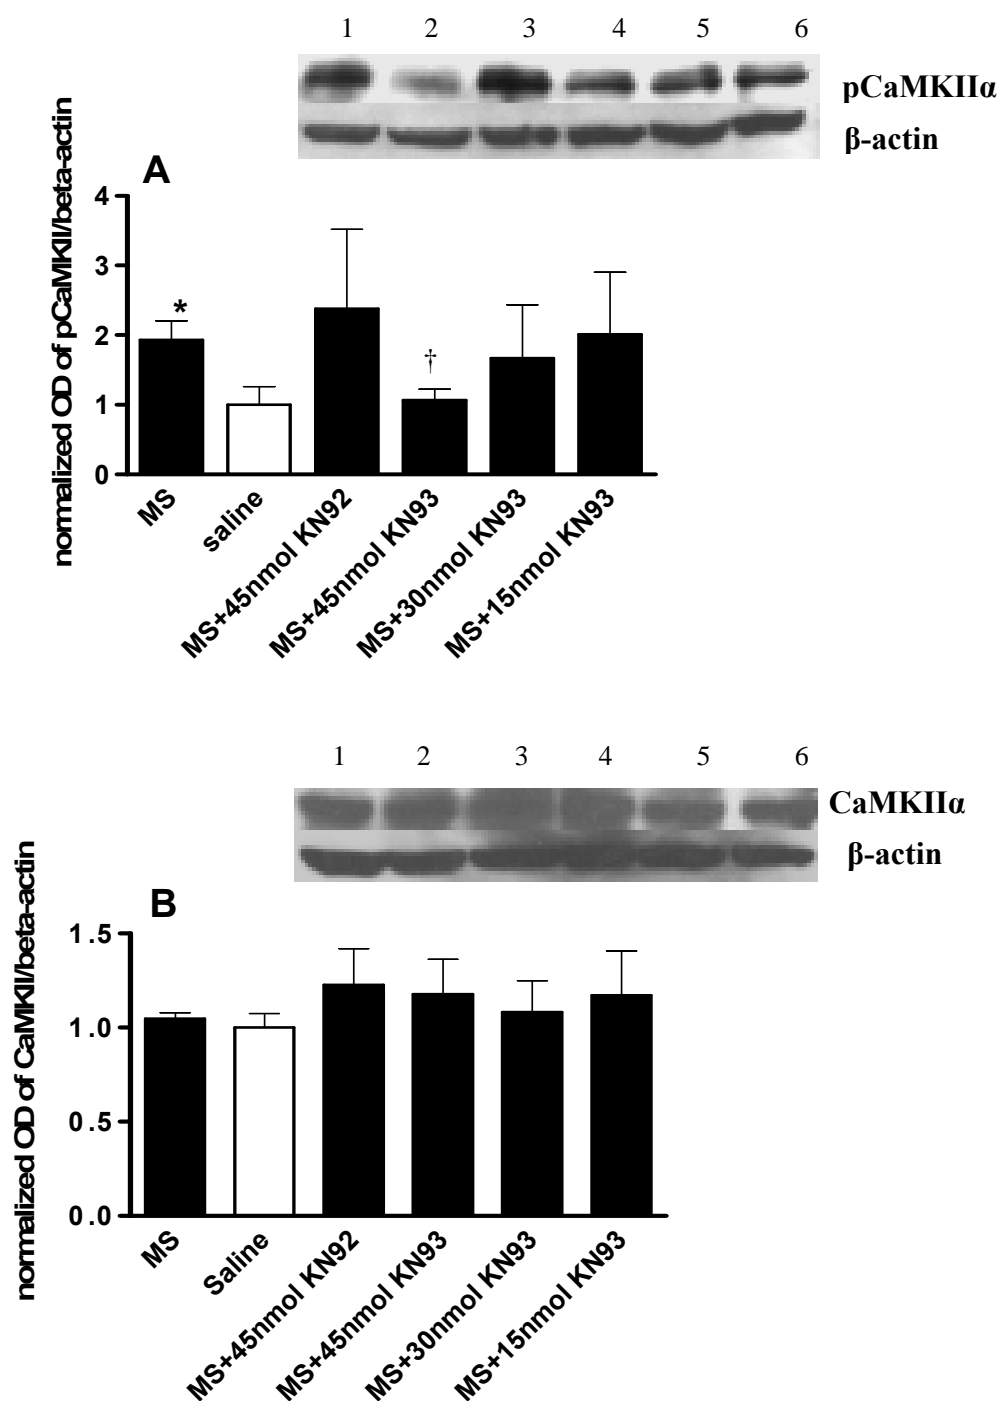 1 2 3 4 5 6
pCaMKIIα
β-actin
A
normalized OD of pCaMKII/beta-actin
4
3
2
1
0
*
†
MS
saline
MS+45nmol KN92
MS+45nmol KN93
MS+30nmol KN93
MS+15nmol KN93
1 2 3 4 5 6
CaMKIIα
β-actin
B
normalized OD of CaMKII/beta-actin
1.5
1.0
0.5
0.0
MS
Saline
MS+45nmol KN92
MS+45nmol KN93
MS+30nmol KN93
MS+15nmol KN93